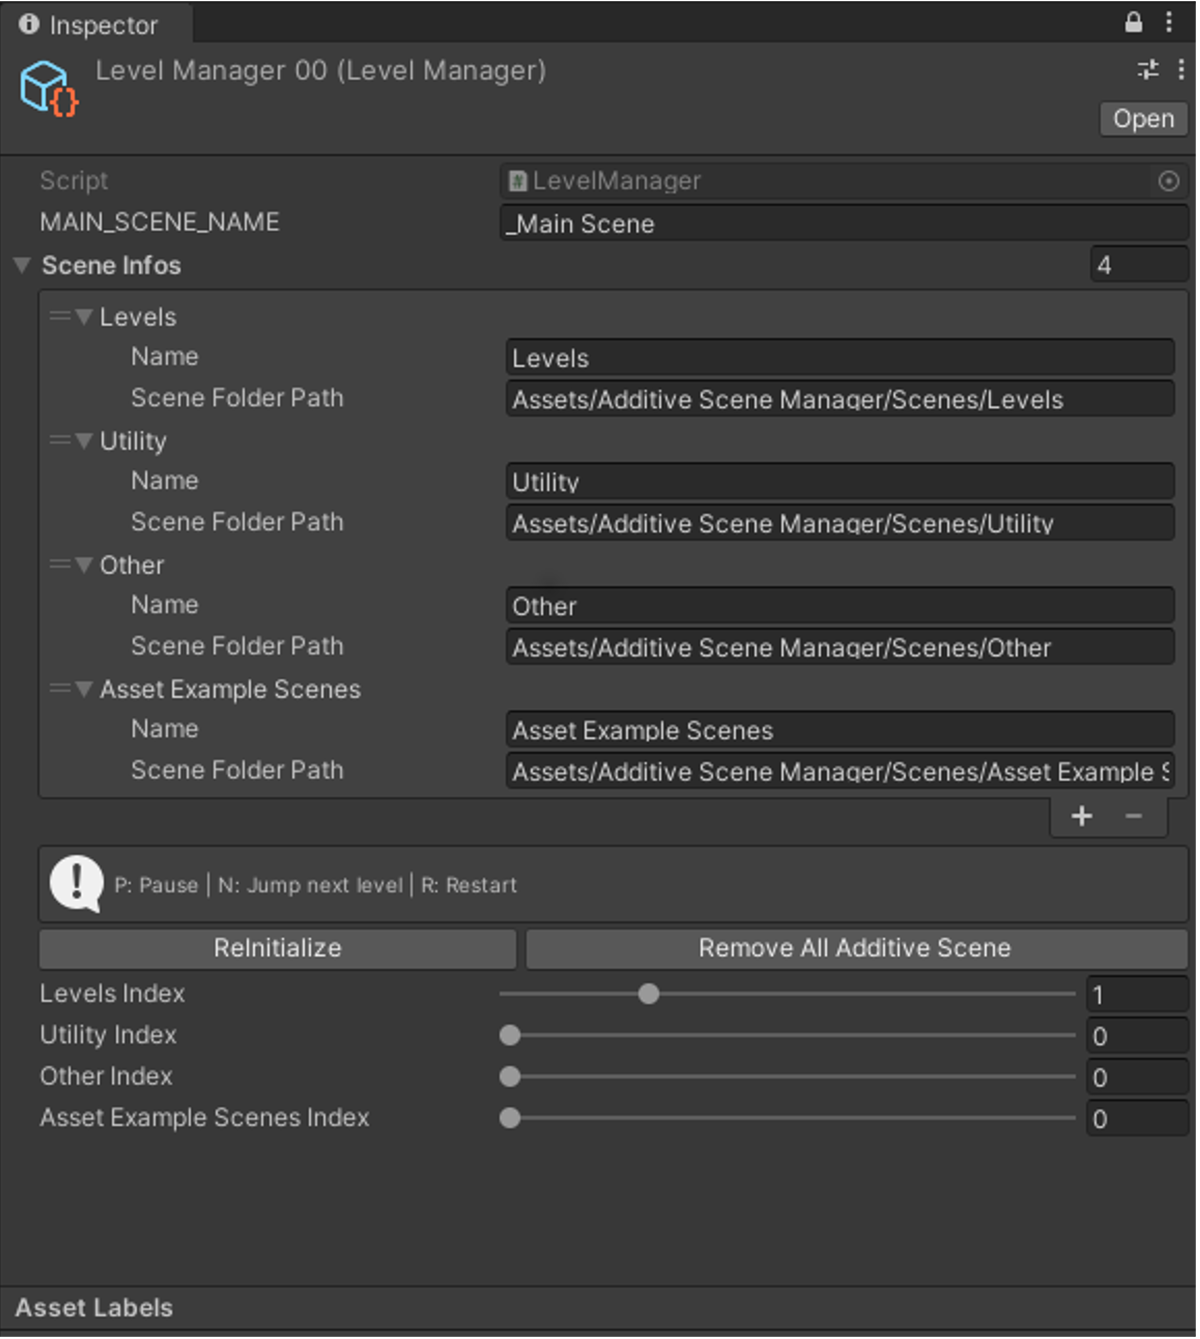 Inspector
Level Manager 00 (Level Manager)
Open
Script LevelManager
MAIN_SCENE_NAME _Main Scene
Scene Infos 4
Levels
Name Levels
Scene Folder Path Assets/Additive Scene Manager/Scenes/Levels
Utility
Name Utility
Scene Folder Path Assets/Additive Scene Manager/Scenes/Utility
Other
Name Other
Scene Folder Path Assets/Additive Scene Manager/Scenes/Other
Asset Example Scenes
Name Asset Example Scenes
Scene Folder Path Assets/Additive Scene Manager/Scenes/Asset Example S
P: Pause | N: Jump next level | R: Restart
ReInitialize Remove All Additive Scene
Levels Index 1
Utility Index 0
Other Index 0
Asset Example Scenes Index 0
Asset Labels